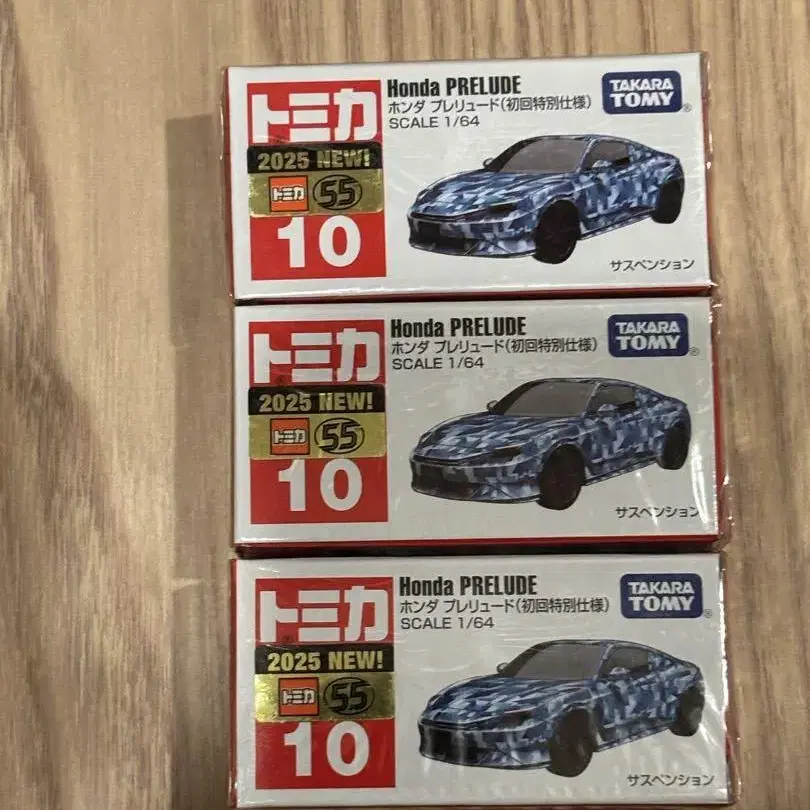 トミカ
2025 NEW!
トミカ 55
10
Honda PRELUDE
ホンダ プレリュード(初回特別仕様)
SCALE 1/64
TAKARA
TOMY®
サスペンション
トミカ
2025 NEW!
トミカ 55
10
Honda PRELUDE
ホンダ プレリュード(初回特別仕様)
SCALE 1/64
TAKARA
TOMY®
サスペンション
トミカ
2025 NEW!
トミカ 55
10
Honda PRELUDE
ホンダ プレリュード(初回特別仕様)
SCALE 1/64
TAKARA
TOMY®
サスペンション